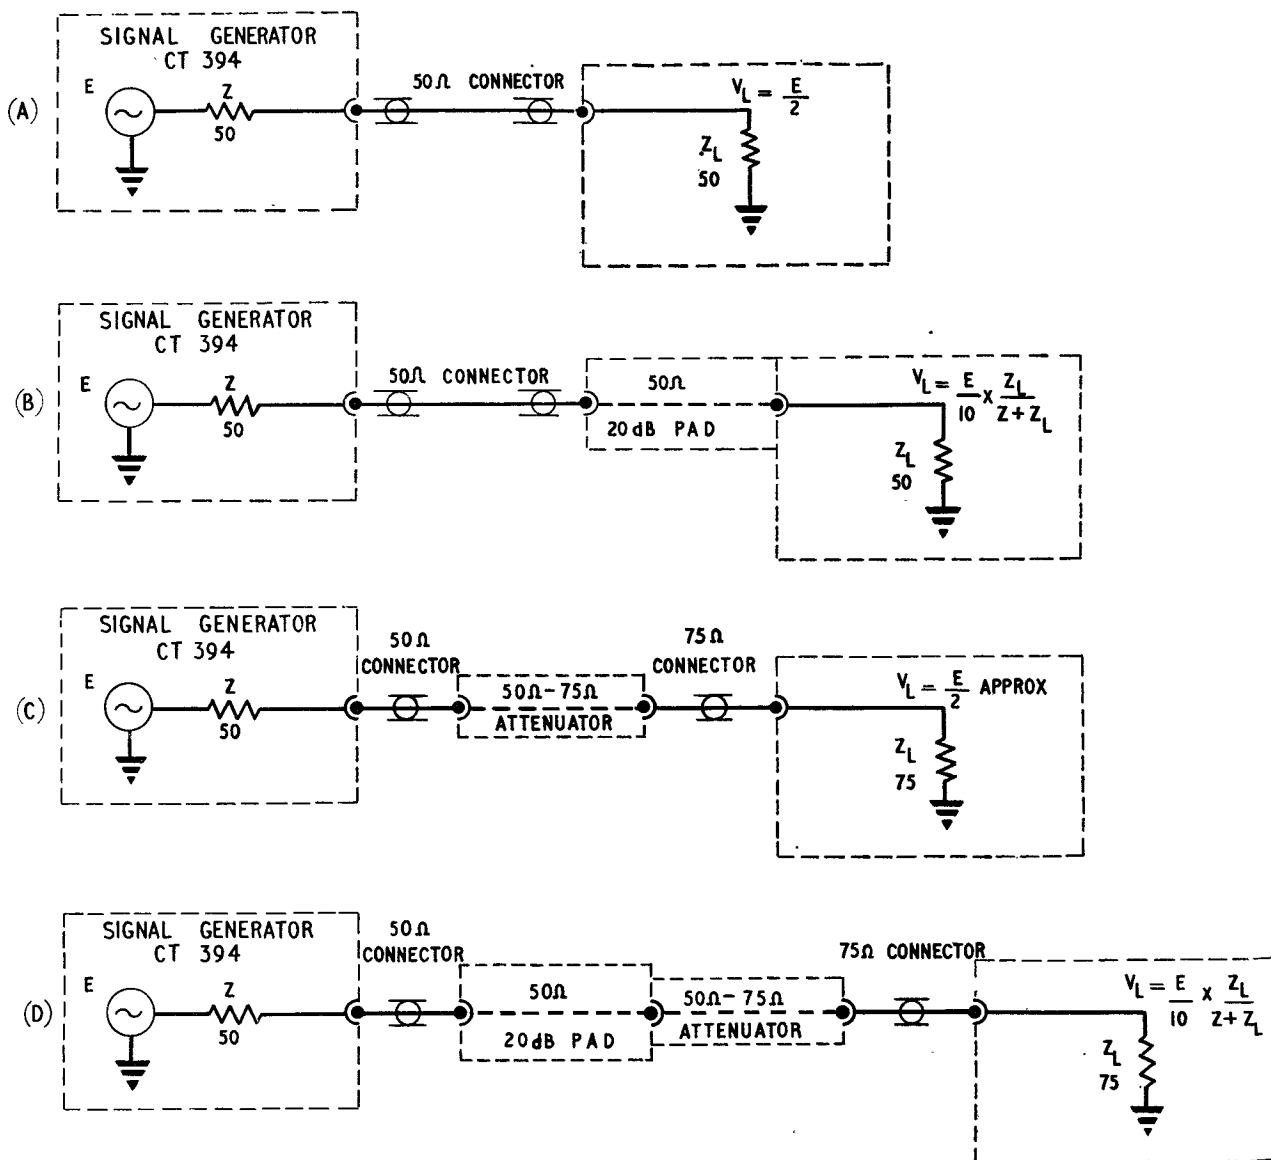 (A)
SIGNAL GENERATOR
CT 394
E
Z
50
50Ω CONNECTOR
V_L = E/2
Z_L
50
(B)
SIGNAL GENERATOR
CT 394
E
Z
50
50Ω CONNECTOR
50Ω
20dB PAD
V_L = E/10 x Z_L/Z+Z_L
Z_L
50
(C)
SIGNAL GENERATOR
CT 394
E
Z
50
50Ω
CONNECTOR
50Ω-75Ω
ATTENUATOR
75Ω
CONNECTOR
V_L = E/2 APPROX
Z_L
75
(D)
SIGNAL GENERATOR
CT 394
E
Z
50
50Ω
CONNECTOR
50Ω
20dB PAD
50Ω-75Ω
ATTENUATOR
75Ω CONNECTOR
V_L = E/10 x Z_L/Z+Z_L
Z_L
75